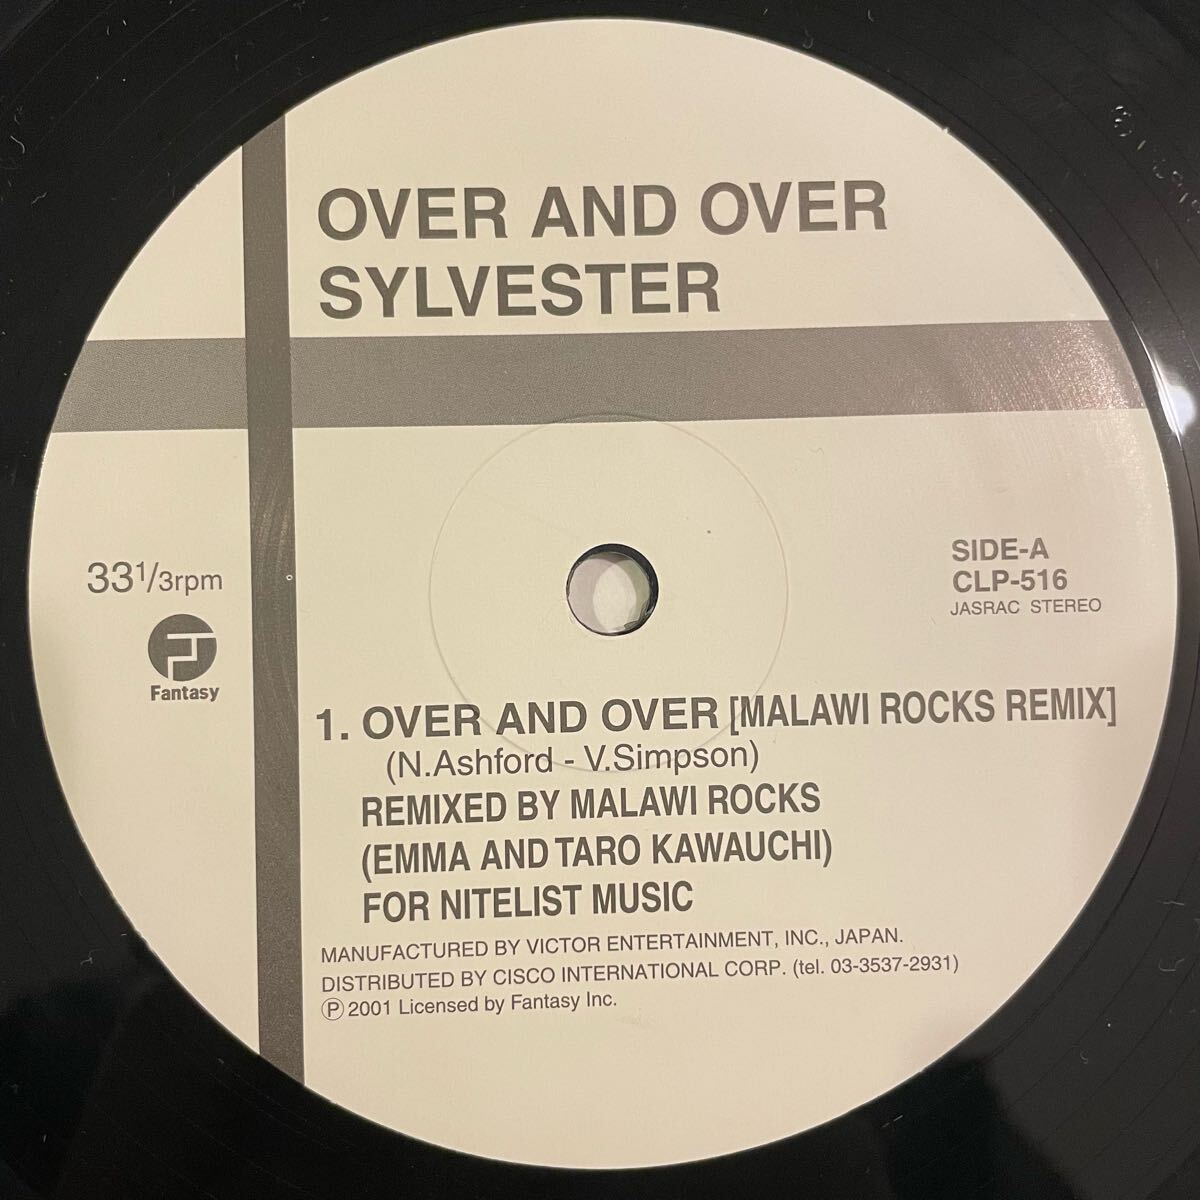 OVER AND OVER
SYLVESTER
33 1/3rpm
Fantasy
SIDE-A
CLP-516
JASRAC STEREO
1. OVER AND OVER [MALAWI ROCKS REMIX]
(N.Ashford - V.Simpson)
REMIXED BY MALAWI ROCKS
(EMMA AND TARO KAWAUCHI)
FOR NITELIST MUSIC
MANUFACTURED BY VICTOR ENTERTAINMENT, INC., JAPAN.
DISTRIBUTED BY CISCO INTERNATIONAL CORP. (tel. 03-3537-2931)
Ⓟ 2001 Licensed by Fantasy Inc.